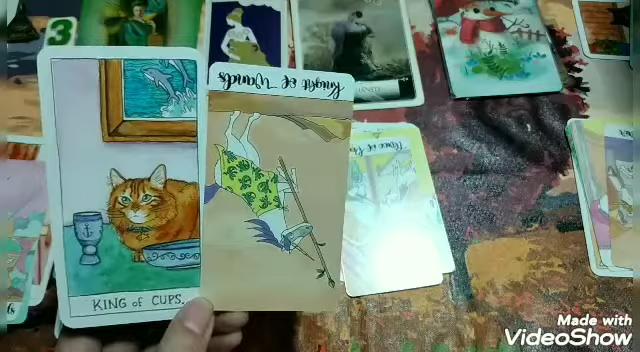 3
Knight of Wands
KING of CUPS.
Made with
VideoShow